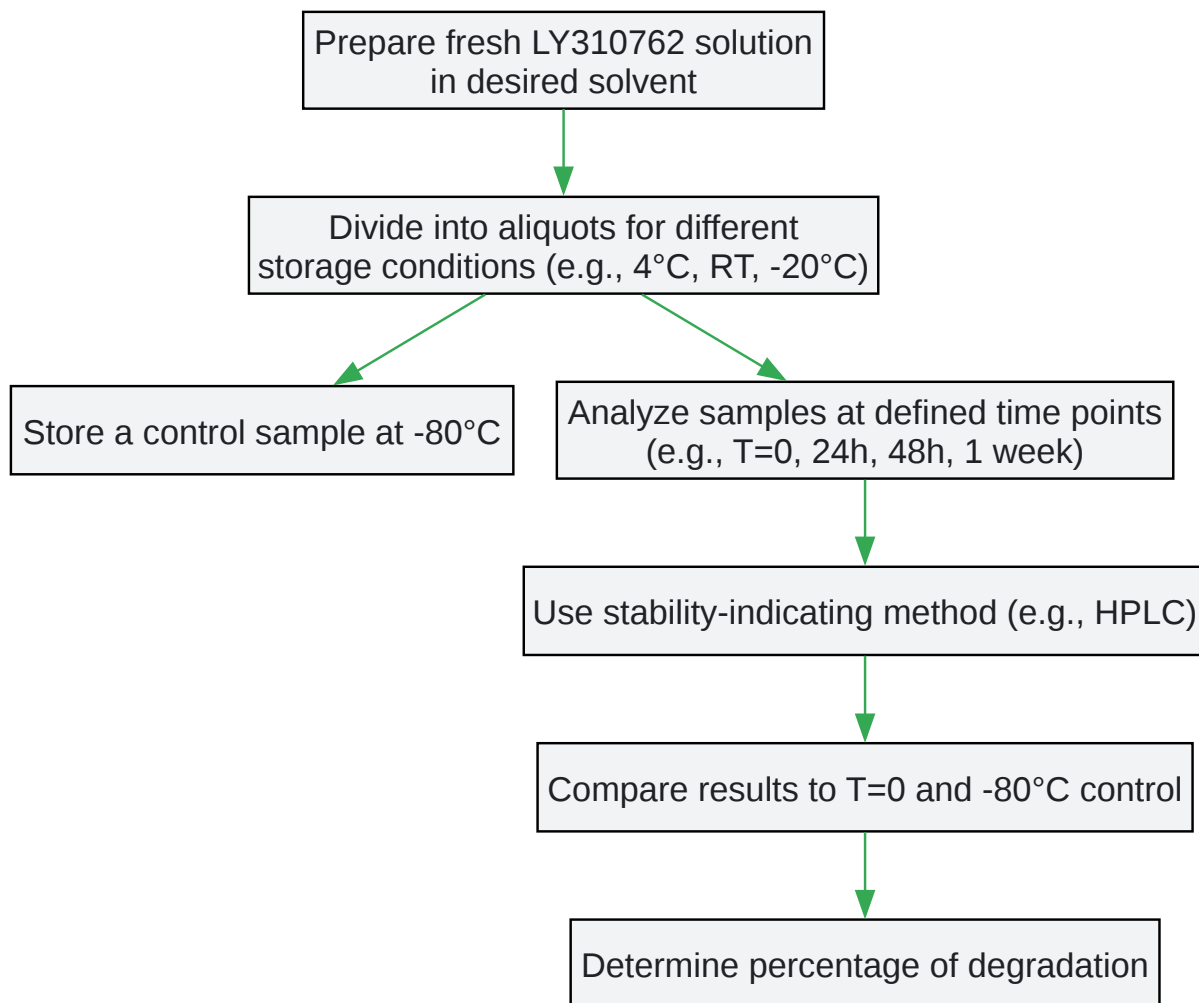 Prepare fresh LY310762 solution
in desired solvent
Divide into aliquots for different
storage conditions (e.g., 4°C, RT, -20°C)
Store a control sample at -80°C
Analyze samples at defined time points
(e.g., T=0, 24h, 48h, 1 week)
Use stability-indicating method (e.g., HPLC)
Compare results to T=0 and -80°C control
Determine percentage of degradation